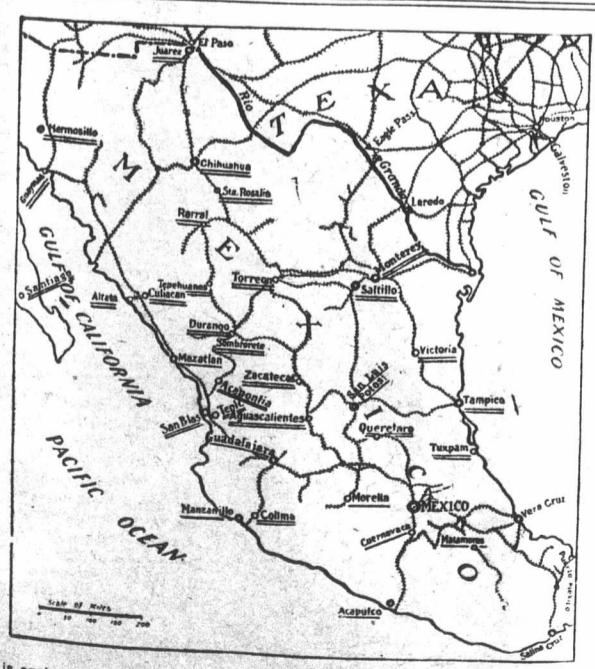 El Paso
Juarez
Rio
T E X A S
Eagle Pass
Houston
Galveston
Hermosillo
Chihuahua
Grande
Guaymas
M
Sta. Rosalia
Laredo
Parral
E
GULF OF MEXICO
GULF OF CALIFORNIA
Monterey
Torreon
Tepehuanes
Saltillo
Santiago
Altata
Culiacan
X
Durango
Sombrerete
Victoria
Mazatlan
Zacatecas
San Luis
Potosi
Acaponita
Tampico
San Blas
Tepic
Aguascalientes
I
Queretaro
Tuxpam
Guadalajara
PACIFIC OCEAN
C
Morelia
MEXICO
Vera Cruz
Manzanillo
Colima
Cuernavaca
Matamoros
O
Acapulco
Scale of Miles
50 100 150 200
Salina Cruz